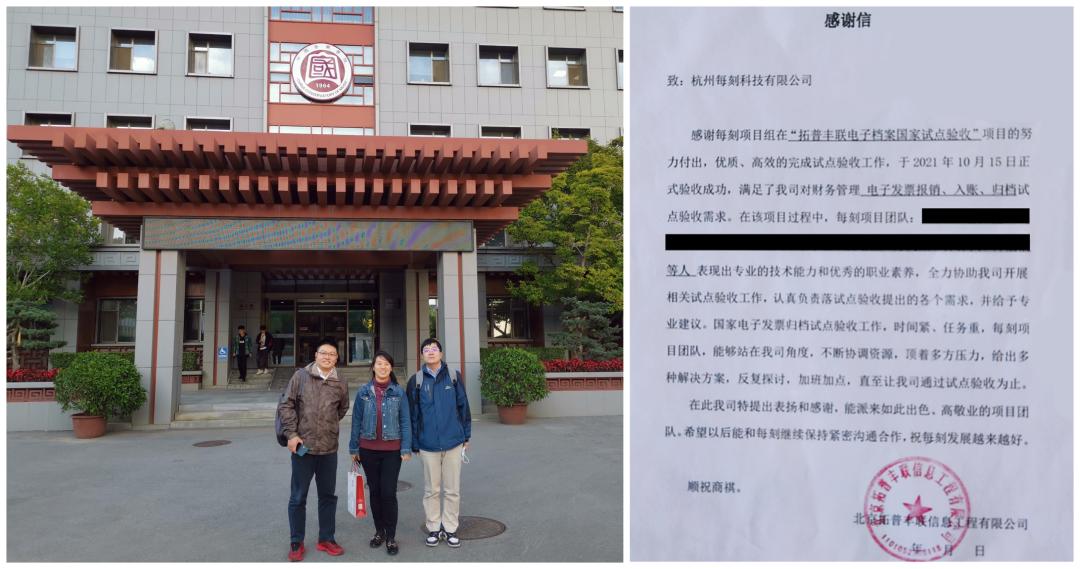 1964
感谢信
致：杭州每刻科技有限公司
感谢每刻项目组在“拓普丰联电子档案国家试点验收”项目的努
力付出，优质、高效的完成试点验收工作，于 2021 年 10 月 15 日正
式验收成功，满足了我司对财务管理 电子发票报销、入账、归档试
点验收需求。在该项目过程中，每刻项目团队：
等人 表现出专业的技术能力和优秀的职业素养，全力协助我司开展
相关试点验收工作，认真负责落试点验收提出的各个需求，并给予专
业建议。国家电子发票归档试点验收工作，时间紧、任务重，每刻项
目团队，能够站在我司角度，不断协调资源，顶着多方压力，给出多
种解决方案，反复探讨，加班加点，直至让我司通过试点验收为止。
在此我司特提出表扬和感谢，能派来如此出色、高敬业的项目团
队。希望以后能和每刻继续保持紧密沟通合作，祝每刻发展越来越好。
顺祝商祺。
北京拓普丰联信息工程有限公司
年 月 日
北京拓普丰联信息工程有限公司